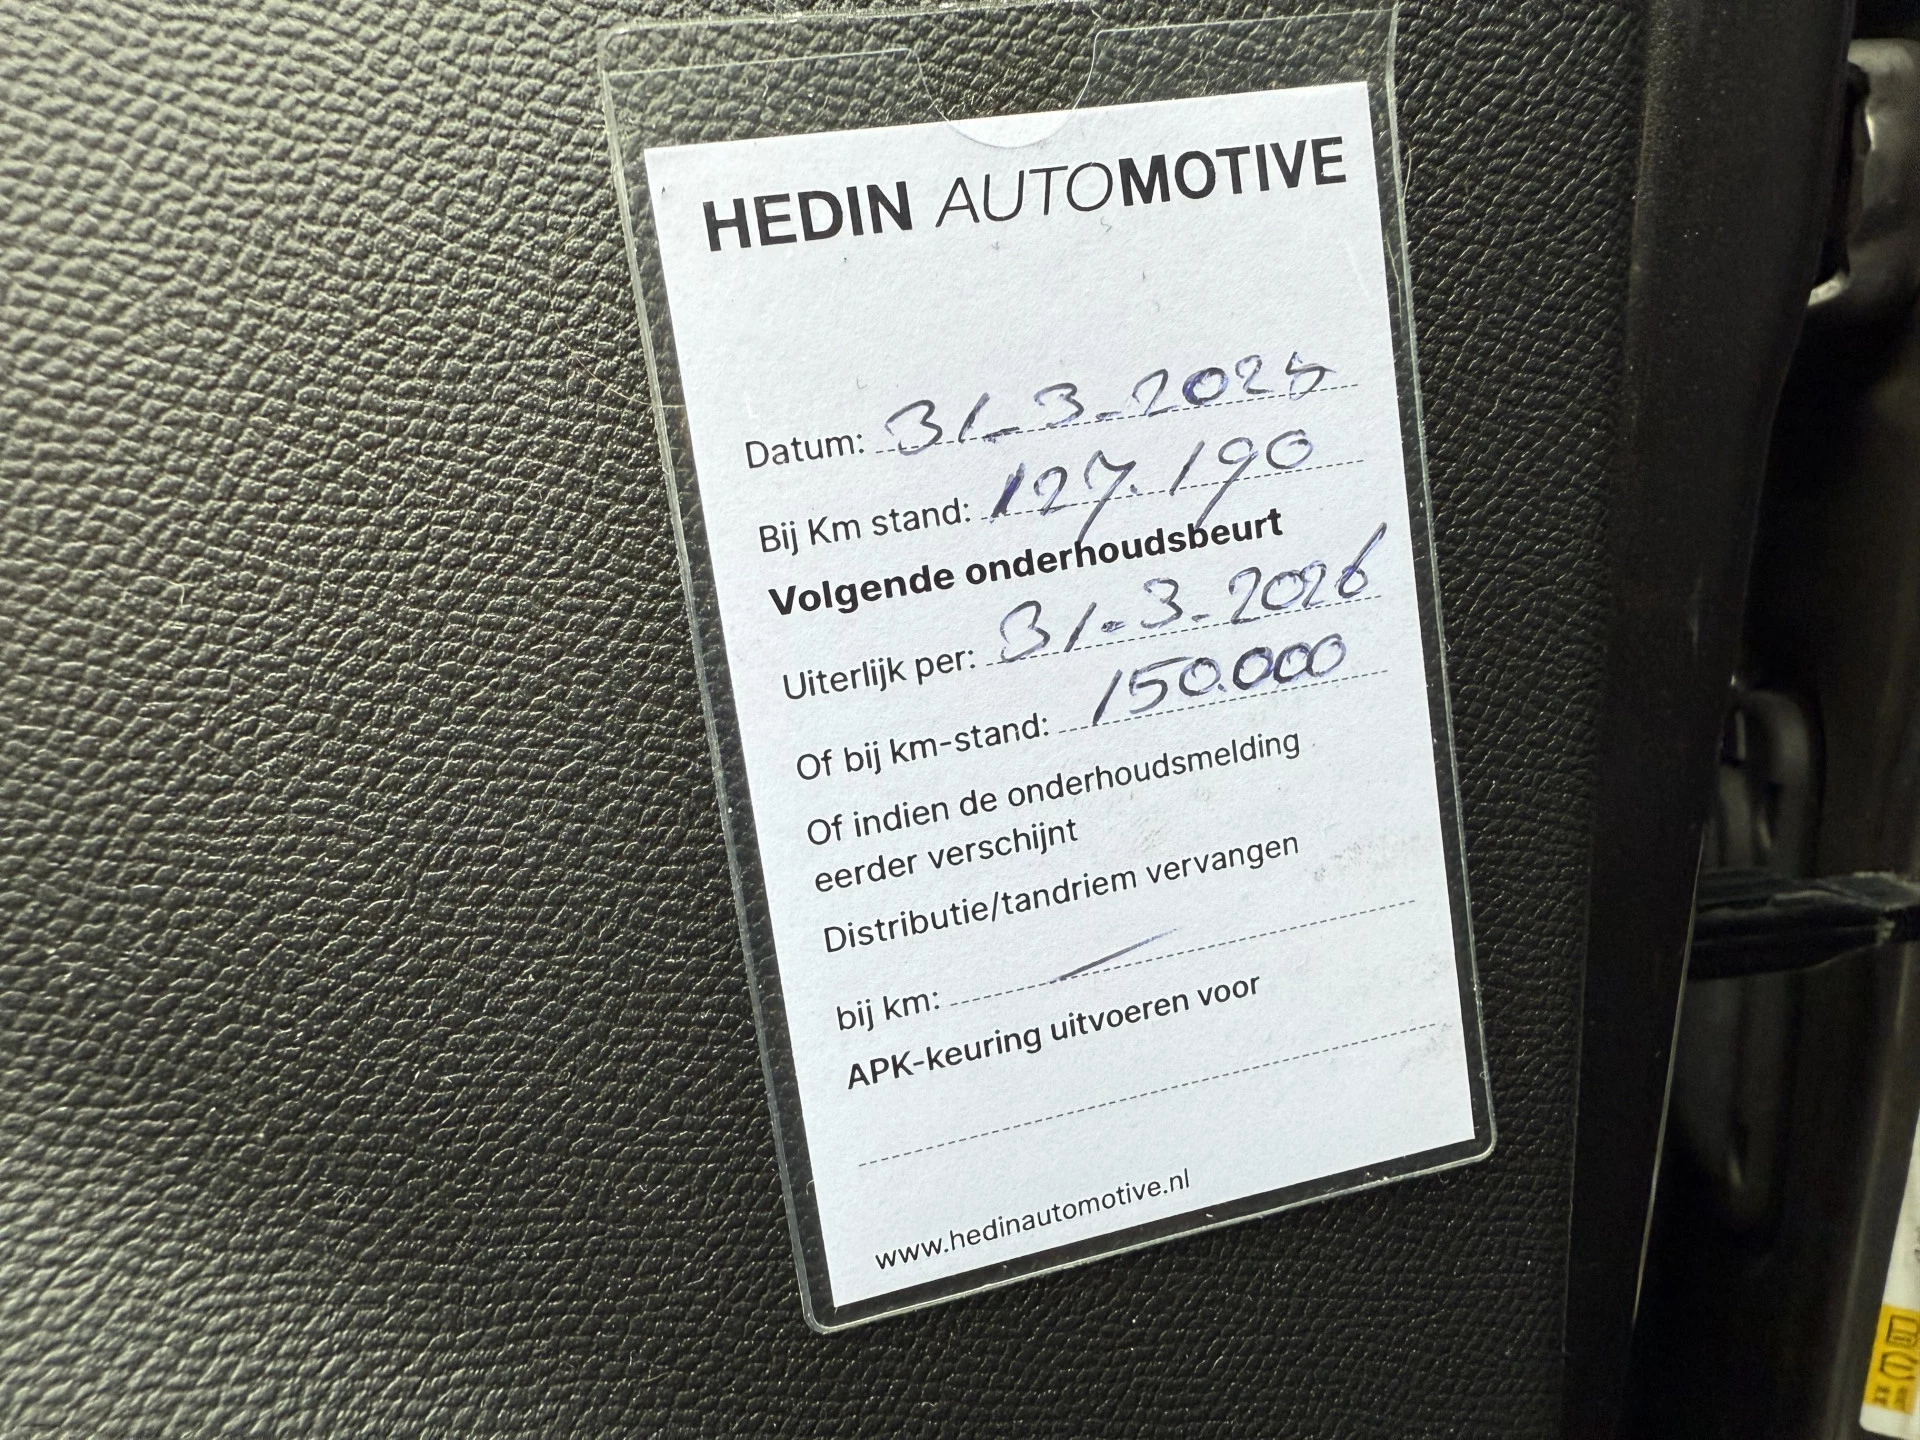 HEDIN AUTOMOTIVE
Datum: 31-3-2025
Bij Km stand: 127.190
Volgende onderhoudsbeurt
Uiterlijk per: 31-3-2026
Of bij km-stand: 150.000
Of indien de onderhoudsmelding
eerder verschijnt
Distributie/tandriem vervangen
bij km: —
APK-keuring uitvoeren voor
www.hedinautomotive.nl